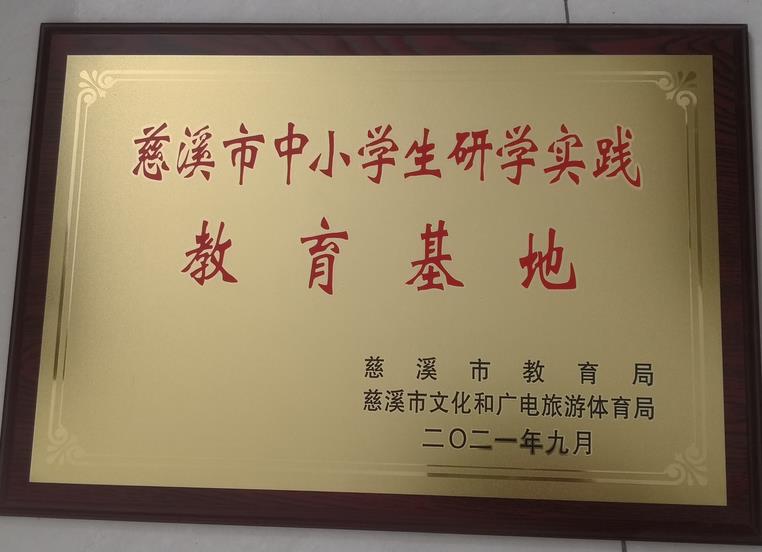 慈溪市中小学生研学实践
教育基地
慈溪市教育局
慈溪市文化和广电旅游体育局
二〇二一年九月